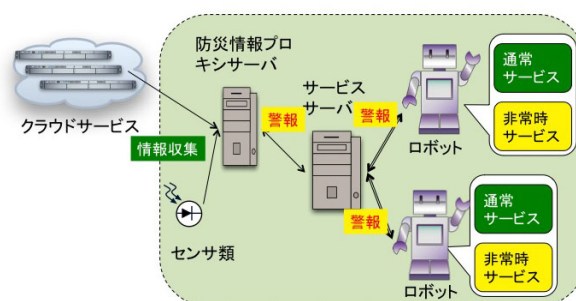 防災情報プロ
キシサーバ
サービス
サーバ
クラウドサービス
情報収集
警報
警報
警報
センサ類
ロボット
通常
サービス
非常時
サービス
ロボット
通常
サービス
非常時
サービス